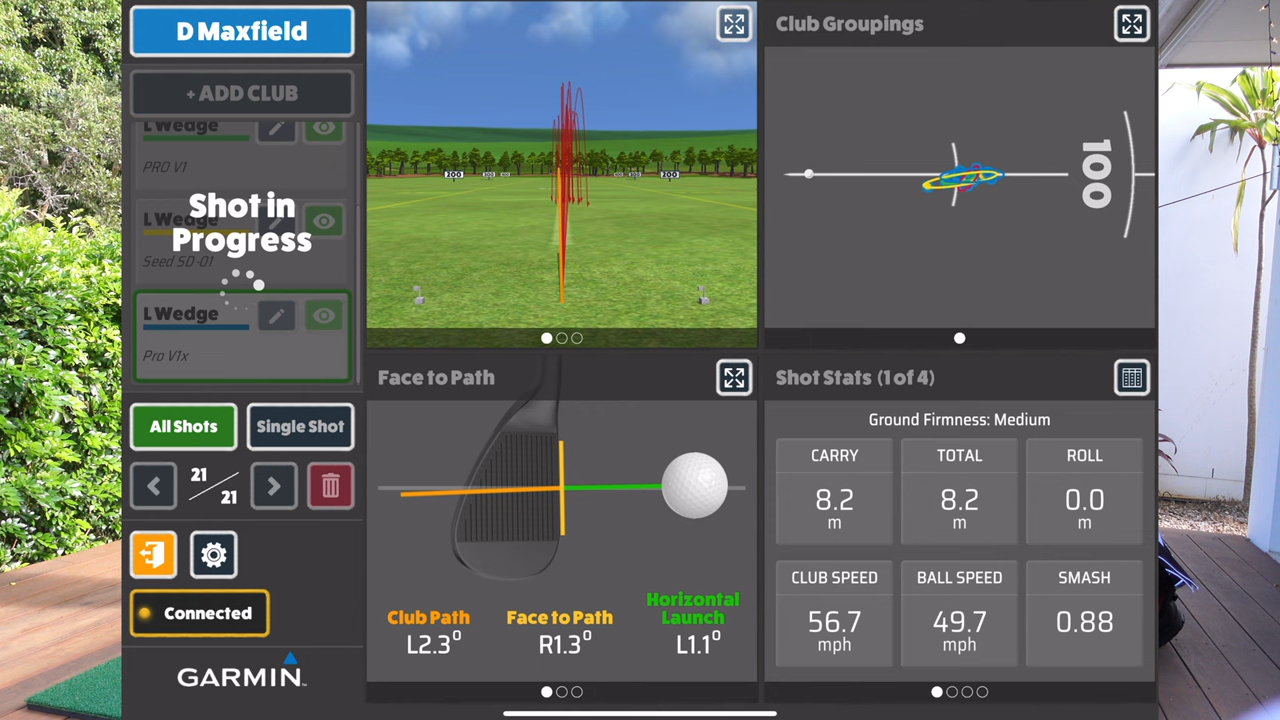 D Maxfield
+ ADD CLUB
L Wedge
PRO V1
Shot in
Progress
L Wedge
Seed SD-01
L Wedge
Pro V1x
All Shots
Single Shot
21
21
Connected
GARMIN
200
200
Club Groupings
100
Face to Path
Club Path
L2.3°
Face to Path
R1.3°
Horizontal
Launch
L1.1°
Shot Stats (1 of 4)
Ground Firmness: Medium
CARRY
TOTAL
ROLL
8.2
8.2
0.0
m
m
m
CLUB SPEED
BALL SPEED
SMASH
56.7
49.7
0.88
mph
mph